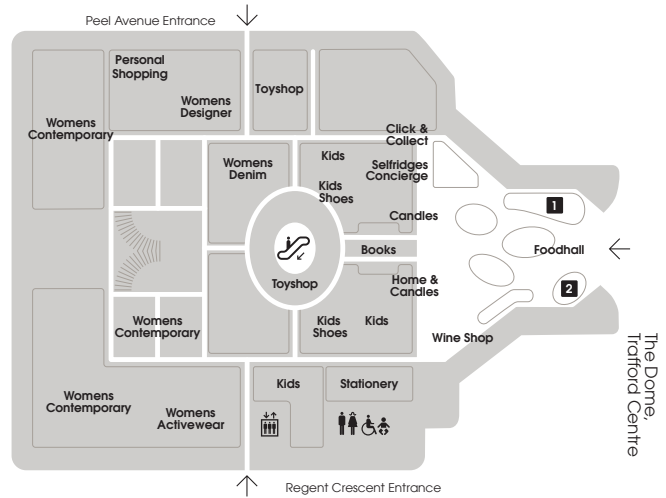 Peel Avenue Entrance
Personal
Shopping
Toyshop
Womens
Designer
Womens
Contemporary
Click &
Collect
Kids
Womens
Denim
Selfridges
Concierge
Kids
Shoes
1
Candles
Books
Foodhall
Toyshop
Home &
Candles
2
Womens
Contemporary
Kids
Shoes
Kids
Wine Shop
The Dome,
Trafford Centre
Kids
Stationery
Womens
Contemporary
Womens
Activewear
Regent Crescent Entrance